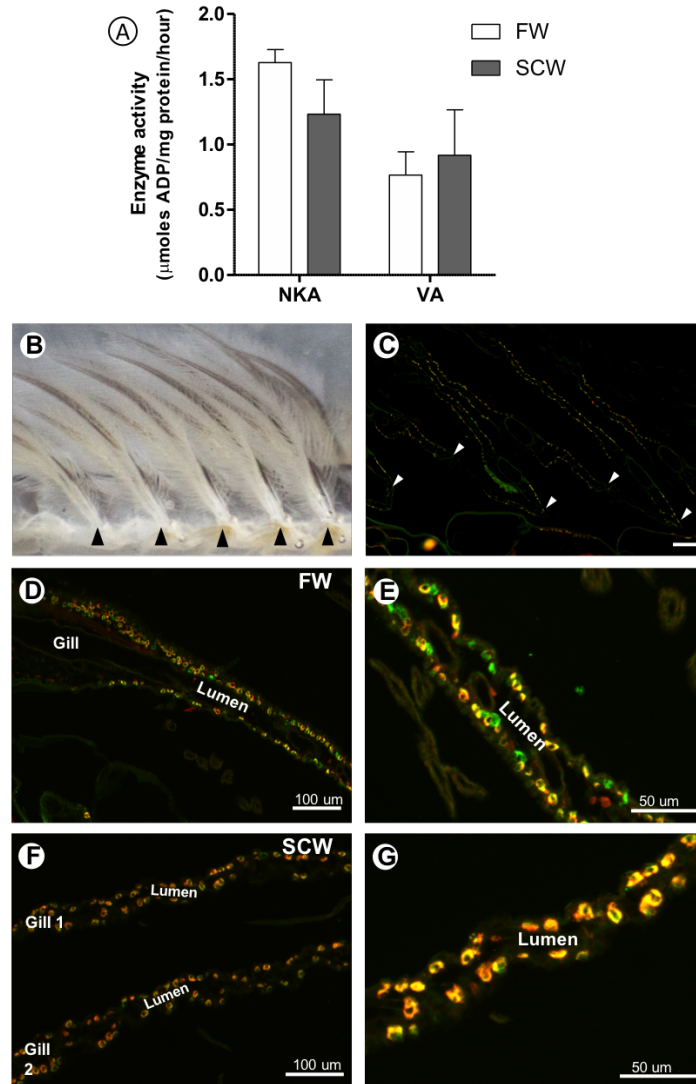 A
Enzyme activity
(μmoles ADP/mg protein/hour)
2.0
1.5
1.0
0.5
0.0
NKA
VA
FW
SCW
B
C
D
FW
Gill
Lumen
100 um
E
Lumen
50 um
F
SCW
Lumen
Gill 1
Lumen
Gill
2
100 um
G
Lumen
50 um